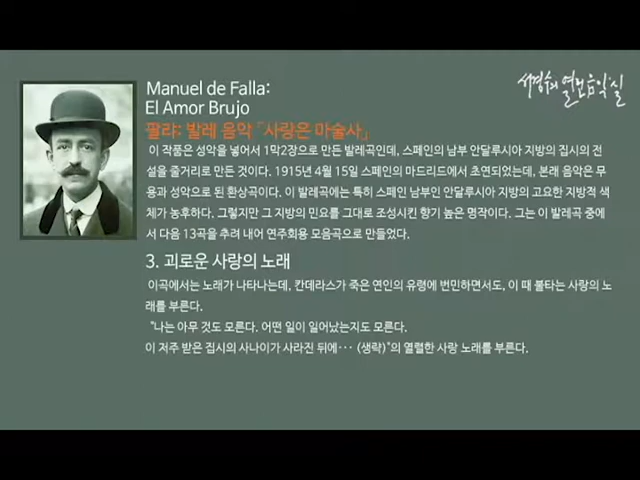 서경수의 열린음악실
Manuel de Falla:
El Amor Brujo
팔랴: 발레 음악 「사랑은 마술사」
이 작품은 성악을 넣어서 1막2장으로 만든 발레곡인데, 스페인의 남부 안달루시아 지방의 집시의 전
설을 줄거리로 만든 것이다. 1915년 4월 15일 스페인의 마드리드에서 초연되었는데, 본래 음악은 무
용과 성악으로 된 환상곡이다. 이 발레곡에는 특히 스페인 남부인 안달루시아 지방의 고요한 지방적 색
체가 농후하다. 그렇지만 그 지방의 민요를 그대로 조성시킨 향기 높은 명작이다. 그는 이 발레곡 중에
서 다음 13곡을 추려 내어 연주회용 모음곡으로 만들었다.
3. 괴로운 사랑의 노래
이곡에서는 노래가 나타나는데, 칸데라스가 죽은 연인의 유령에 번민하면서도, 이 때 불타는 사랑의 노
래를 부른다.
"나는 아무 것도 모른다. 어떤 일이 일어났는지도 모른다.
이 저주 받은 집시의 사나이가 사라진 뒤에··· (생략)"의 열렬한 사랑 노래를 부른다.